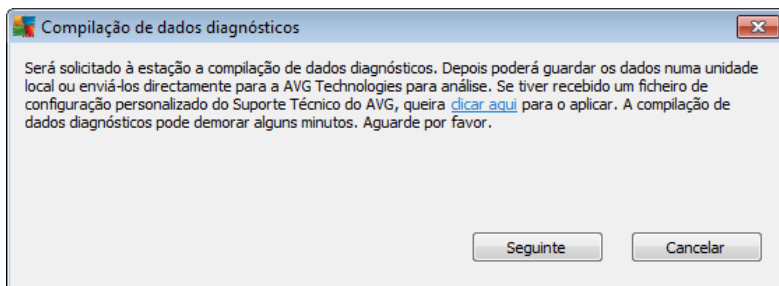 Compilação de dados diagnósticos
Será solicitado à estação a compilação de dados diagnósticos. Depois poderá guardar os dados numa unidade
local ou enviá-los directamente para a AVG Technologies para análise. Se tiver recebido um ficheiro de
configuração personalizado do Suporte Técnico do AVG, queira clicar aqui para o aplicar. A compilação de
dados diagnósticos pode demorar alguns minutos. Aguarde por favor.
Seguinte Cancelar